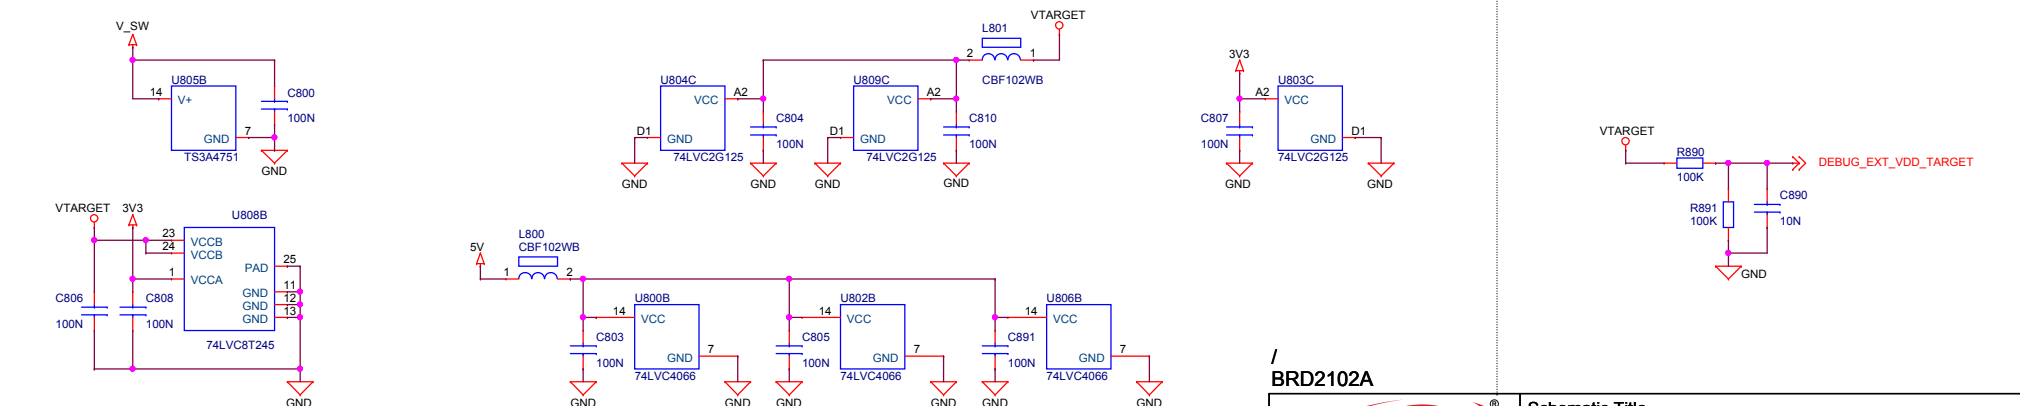 V_SW
U805B
14
V+
GND
7
TS3A4751
C800
100N
GND
U804C
VCC
A2
D1
GND
74LVC2G125
C804
100N
GND
GND
U809C
VCC
A2
D1
GND
74LVC2G125
C810
100N
GND
GND
L801
2
1
CBF102WB
VTARGET
3V3
U803C
A2
VCC
GND
D1
74LVC2G125
C807
100N
GND
GND
VTARGET
R890
100K
DEBUG_EXT_VDD_TARGET
R891
100K
C890
10N
GND
VTARGET
3V3
U808B
23
VCCB
24
VCCB
1
VCCA
PAD
25
GND
11
GND
12
GND
13
74LVC8T245
C806
100N
C808
100N
GND
5V
L800
CBF102WB
1
2
U800B
14
VCC
GND
7
74LVC4066
C803
100N
GND
GND
U802B
14
VCC
GND
7
74LVC4066
C805
100N
GND
GND
U806B
14
VCC
GND
7
74LVC4066
C891
100N
GND
GND
/
BRD2102A
®
Schematic Title